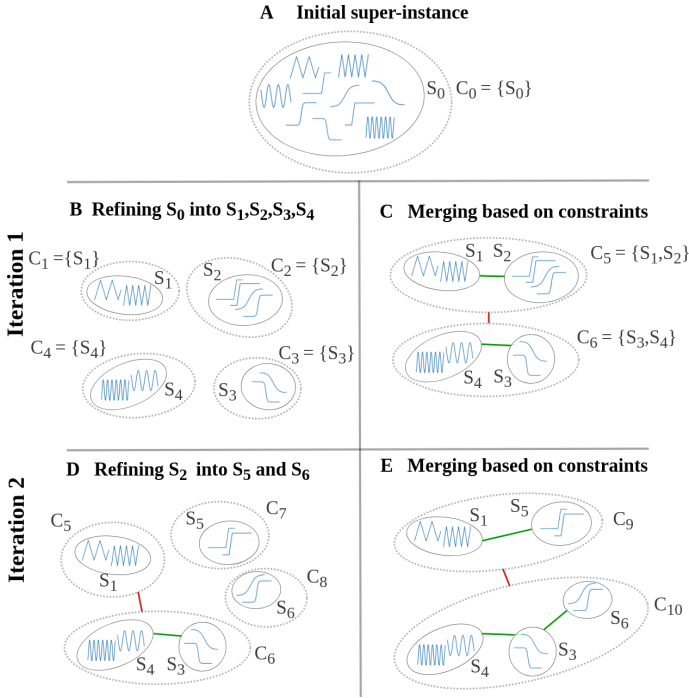 A Initial super-instance
S0 C0 = {S0}
Iteration 1
B Refining S0 into S1,S2,S3,S4
C1 ={S1}
S1
S2
C2 = {S2}
C4 = {S4}
S4
S3
C3 = {S3}
C Merging based on constraints
S1 S2
C5 = {S1,S2}
C6 = {S3,S4}
S4 S3
Iteration 2
D Refining S2 into S5 and S6
C5
S1
S5
C7
C8
S6
S4 S3
C6
E Merging based on constraints
S1
S5
C9
C10
S6
S4
S3